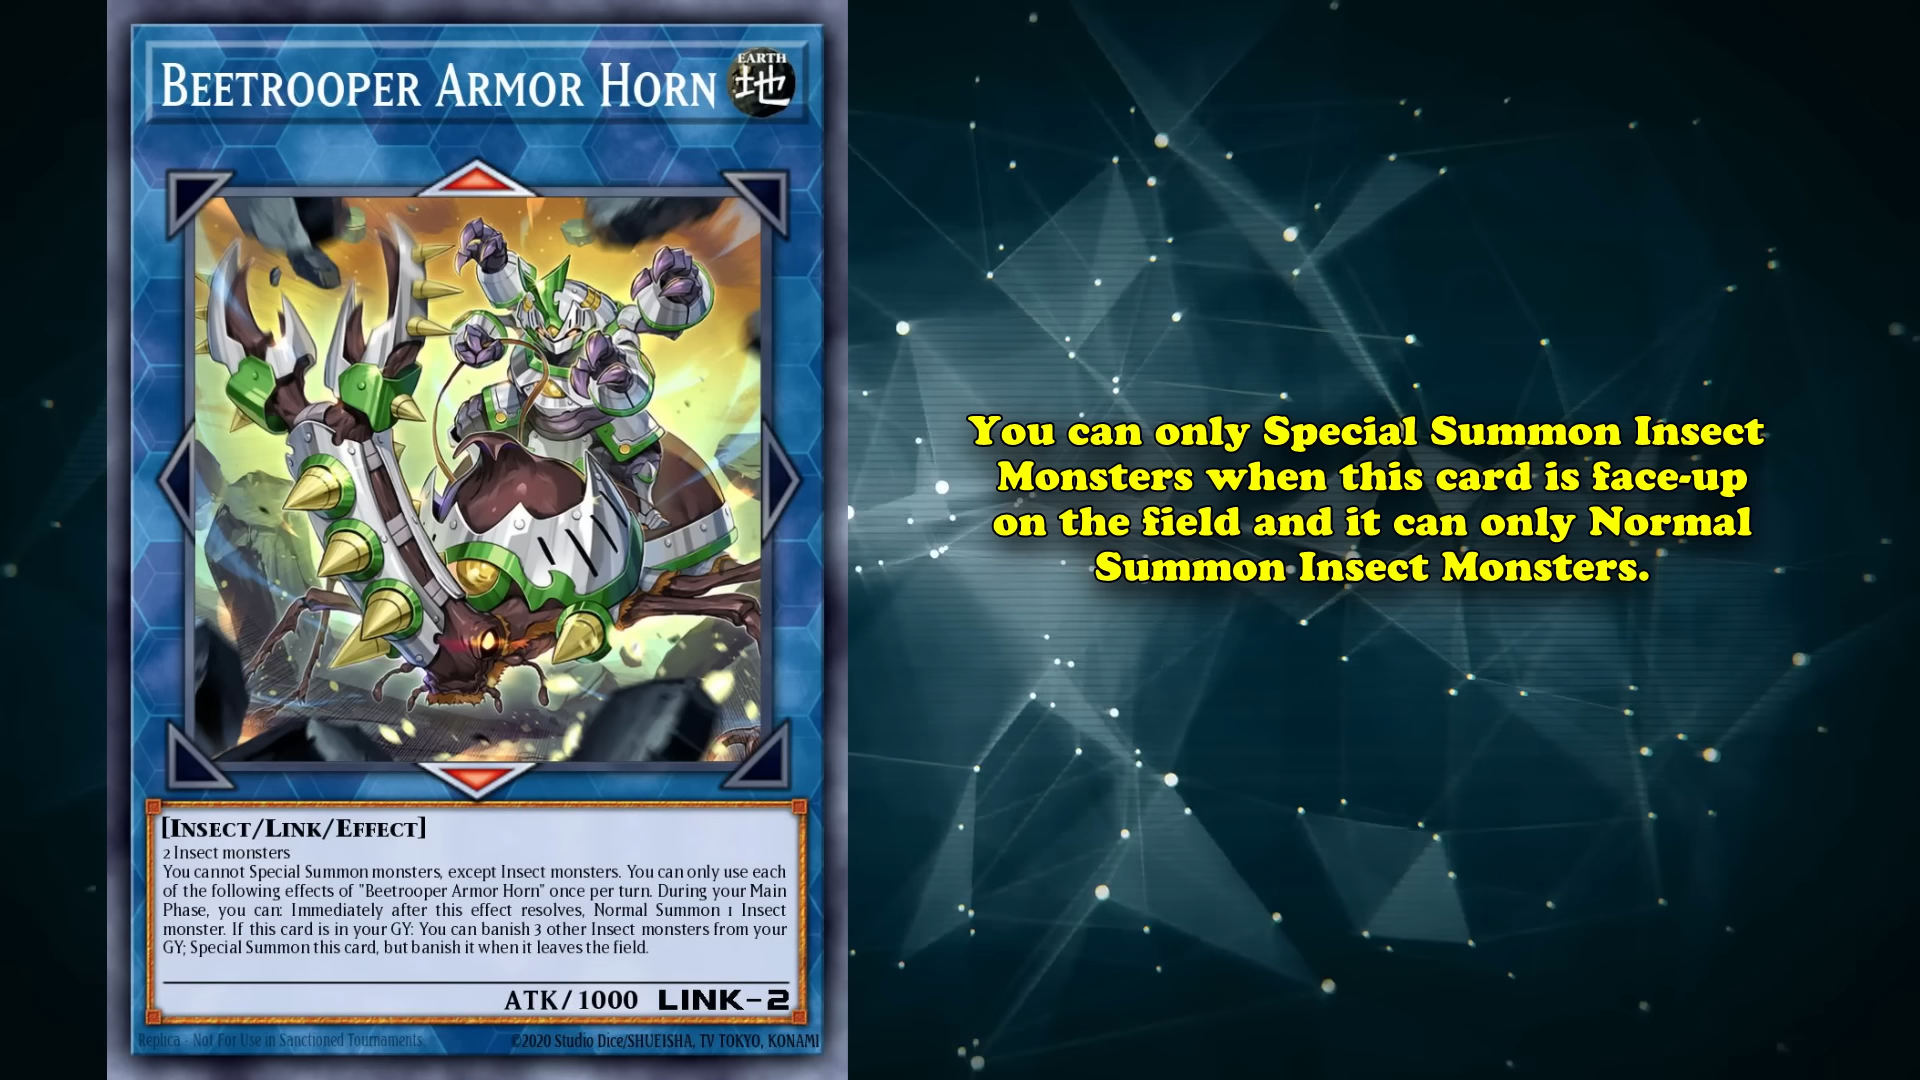 BEETROOPER ARMOR HORN
EARTH
地
[INSECT/LINK/EFFECT]
2 Insect monsters
You cannot Special Summon monsters, except Insect monsters. You can only use each
of the following effects of "Beetrooper Armor Horn" once per turn. During your Main
Phase, you can: Immediately after this effect resolves, Normal Summon 1 Insect
monster. If this card is in your GY: You can banish 3 other Insect monsters from your
GY; Special Summon this card, but banish it when it leaves the field.
ATK/1000 LINK-2
Replica - Not For Use in Sanctioned Tournaments
©2020 Studio Dice/SHUEISHA, TV TOKYO, KONAMI
You can only Special Summon Insect
Monsters when this card is face-up
on the field and it can only Normal
Summon Insect Monsters.